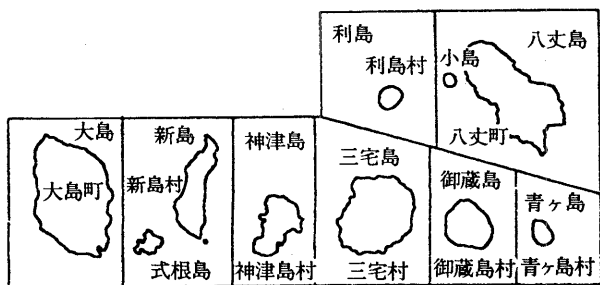 利島
利島村
八丈島
小島
八丈町
大島
大島町
新島
新島村
式根島
神津島
神津島村
三宅島
三宅村
御蔵島
御蔵島村
青ヶ島
青ヶ島村